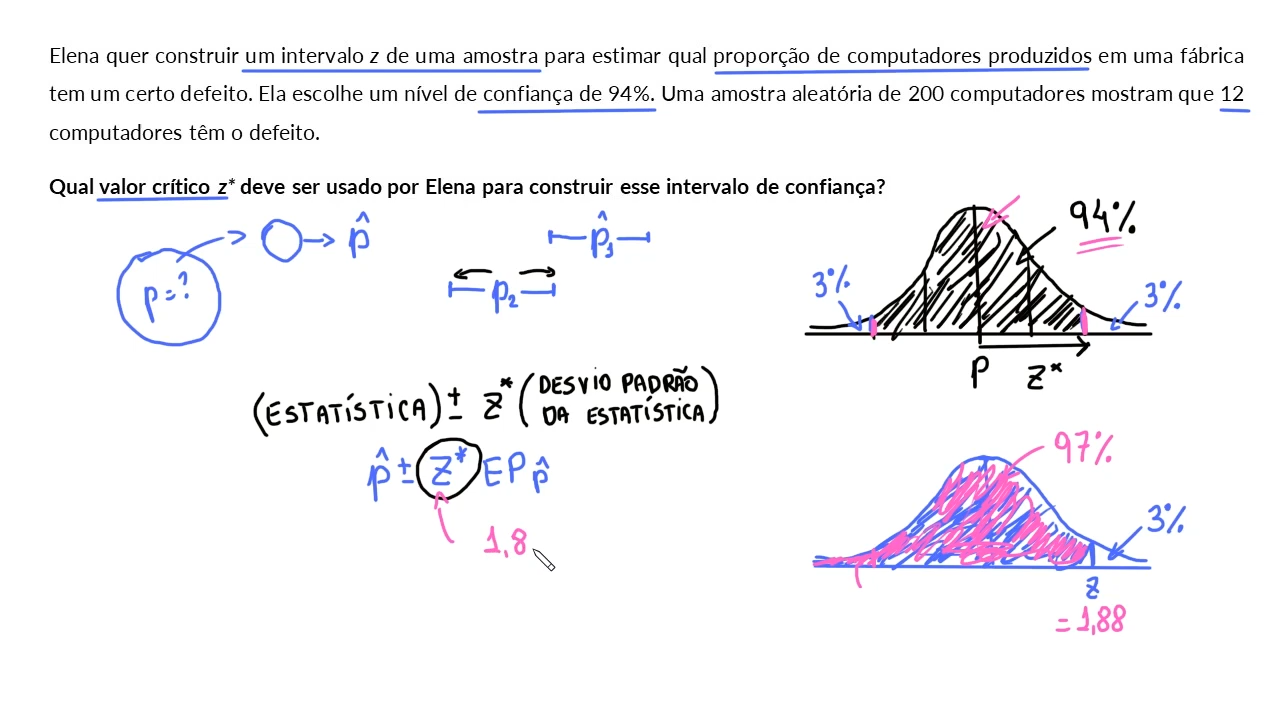 Elena quer construir um intervalo z de uma amostra para estimar qual proporção de computadores produzidos em uma fábrica
tem um certo defeito. Ela escolhe um nível de confiança de 94%. Uma amostra aleatória de 200 computadores mostram que 12
computadores têm o defeito.
Qual valor crítico z* deve ser usado por Elena para construir esse intervalo de confiança?
p=?
p̂
p̂1
p2
94%
3%
3%
P
Z*
(ESTATÍSTICA) ± Z* (DESVIO PADRÃO
DA ESTATÍSTICA)
p̂ ± Z* EP p̂
1,8
97%
3%
Z
= 1,88